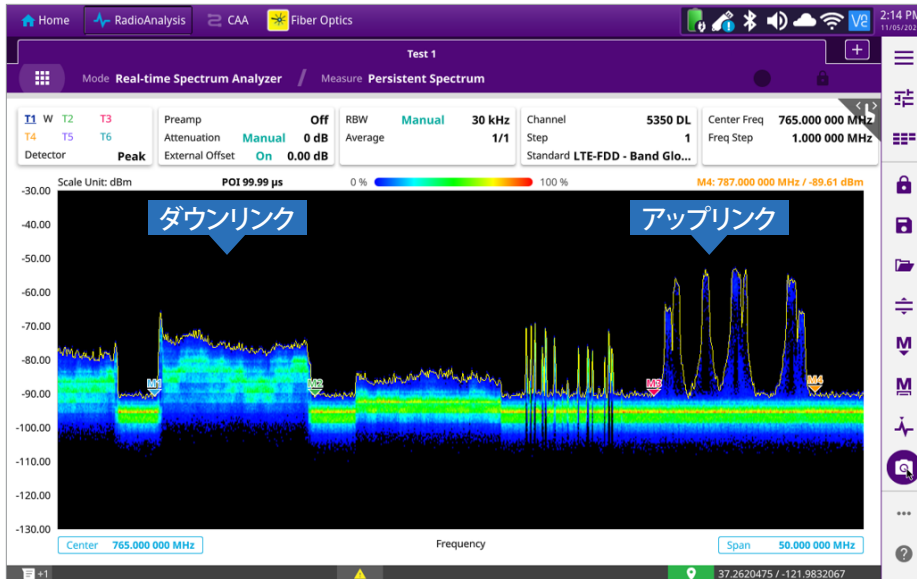 Home RadioAnalysis CAA Fiber Optics V2 2:14 PM
11/05/202
Test 1 +
Mode Real-time Spectrum Analyzer / Measure Persistent Spectrum
T1 W T2 T3
T4 T5 T6
Detector Peak
Preamp Off
Attenuation Manual 0 dB
External Offset On 0.00 dB
RBW Manual 30 kHz
Average 1/1
Channel 5350 DL
Step 1
Standard LTE-FDD - Band Glo...
Center Freq 765.000 000 MHz
Freq Step 1.000 000 MHz
Scale Unit: dBm POI 99.99 µs 0 % 100 % M4: 787.000 000 MHz / -89.61 dBm
-30.00
-40.00
-50.00
-60.00
-70.00
-80.00
-90.00
-100.00
-110.00
-120.00
-130.00
ダウンリンク アップリンク
M1 M2 M3 M4
Center 765.000 000 MHz Frequency Span 50.000 000 MHz
+1 37.2620475 / -121.9832067
M
M